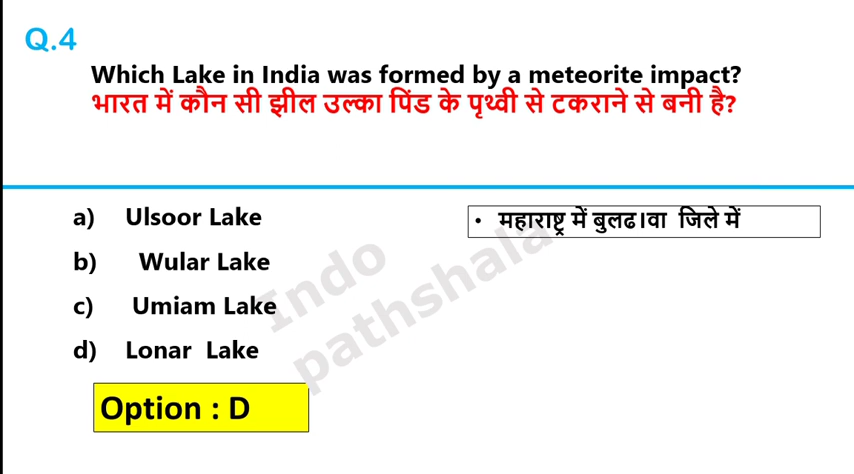 Q.4
Which Lake in India was formed by a meteorite impact?
भारत में कौन सी झील उल्का पिंड के पृथ्वी से टकराने से बनी है?
a) Ulsoor Lake
b) Wular Lake
c) Umiam Lake
d) Lonar Lake
Option : D
• महाराष्ट्र में बुलढ।वा जिले में
Indo
pathshala